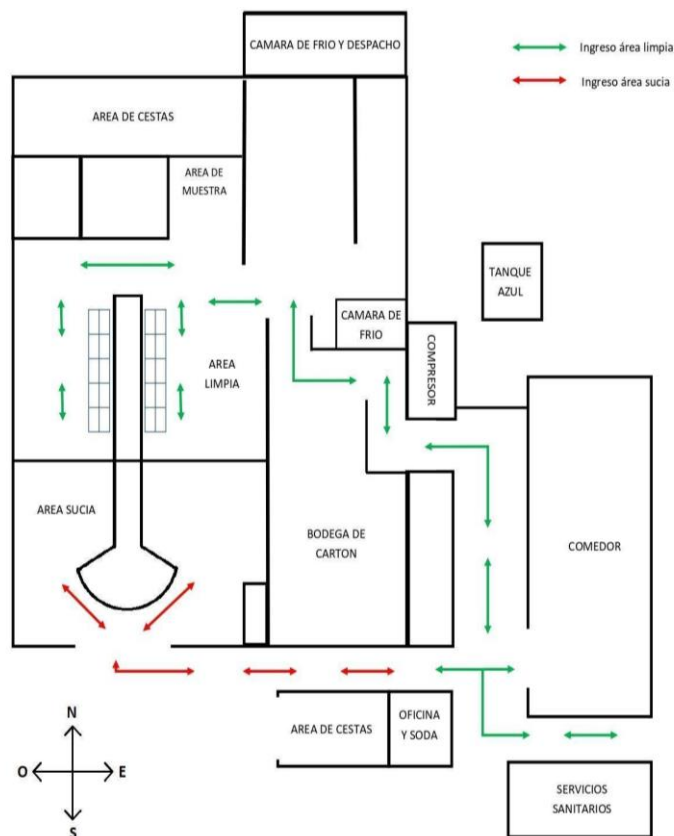 CAMARA DE FRIO Y DESPACHO
Ingreso área limpia
Ingreso área sucia
AREA DE CESTAS
AREA DE
MUESTRA
TANQUE
AZUL
CAMARA DE
FRIO
COMPRESOR
AREA
LIMPIA
AREA SUCIA
BODEGA DE
CARTON
COMEDOR
AREA DE CESTAS
OFICINA
Y SODA
N
O
E
S
SERVICIOS
SANITARIOS